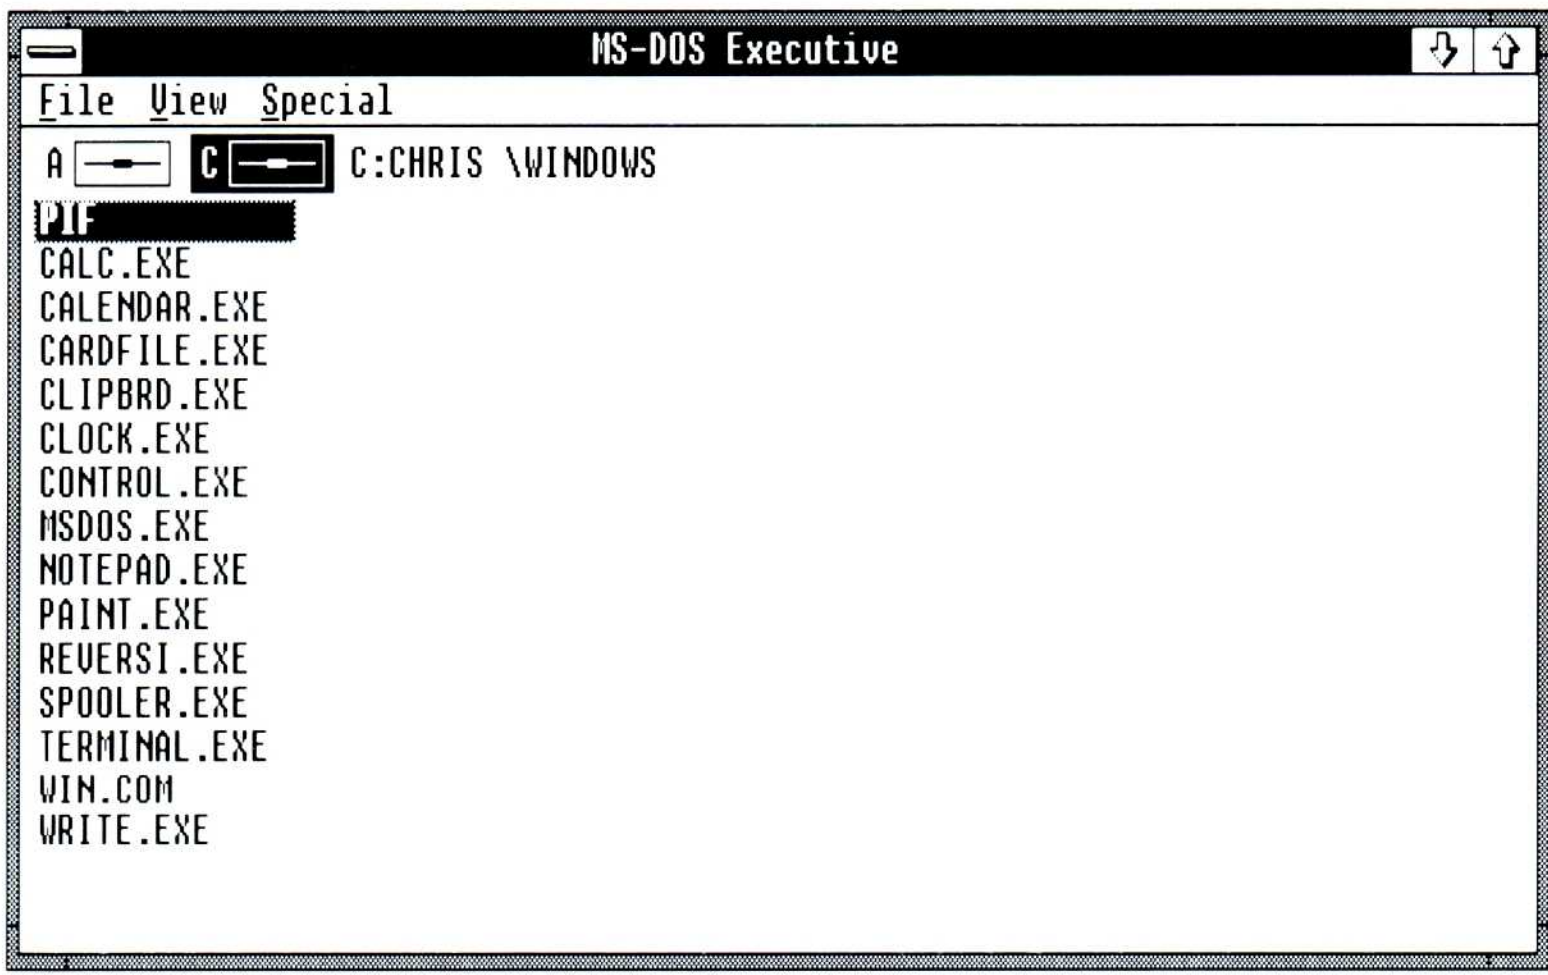 MS-DOS Executive
File View Special
A C C:CHRIS \WINDOWS
PIF
CALC.EXE
CALENDAR.EXE
CARDFILE.EXE
CLIPBRD.EXE
CLOCK.EXE
CONTROL.EXE
MSDOS.EXE
NOTEPAD.EXE
PAINT.EXE
REVERSI.EXE
SPOOLER.EXE
TERMINAL.EXE
WIN.COM
WRITE.EXE